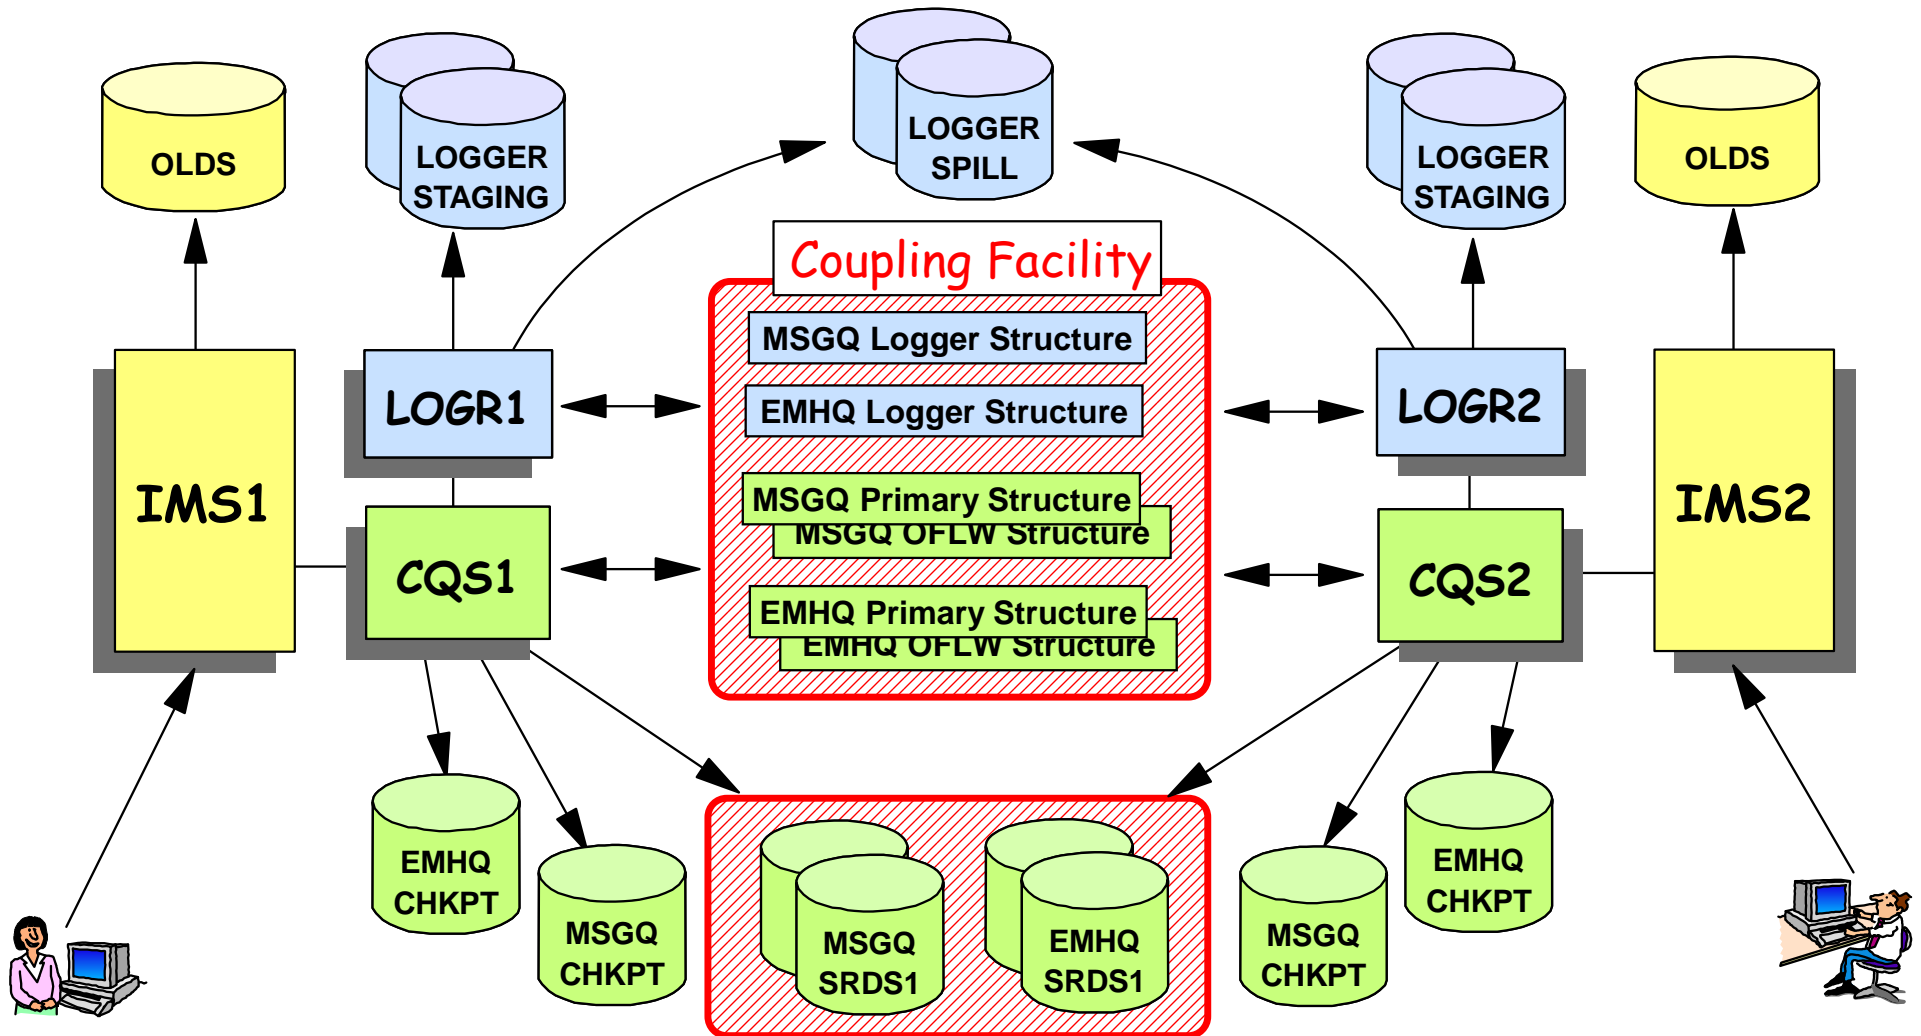 LOGGER
SPILL
OLDS
LOGGER
STAGING
LOGGER
STAGING
OLDS
Coupling Facility
MSGQ Logger Structure
EMHQ Logger Structure
MSGQ Primary Structure
MSGQ OFLW Structure
EMHQ Primary Structure
EMHQ OFLW Structure
LOGR1
LOGR2
IMS1
IMS2
CQS1
CQS2
EMHQ
CHKPT
MSGQ
CHKPT
MSGQ
SRDS1
EMHQ
SRDS1
MSGQ
CHKPT
EMHQ
CHKPT